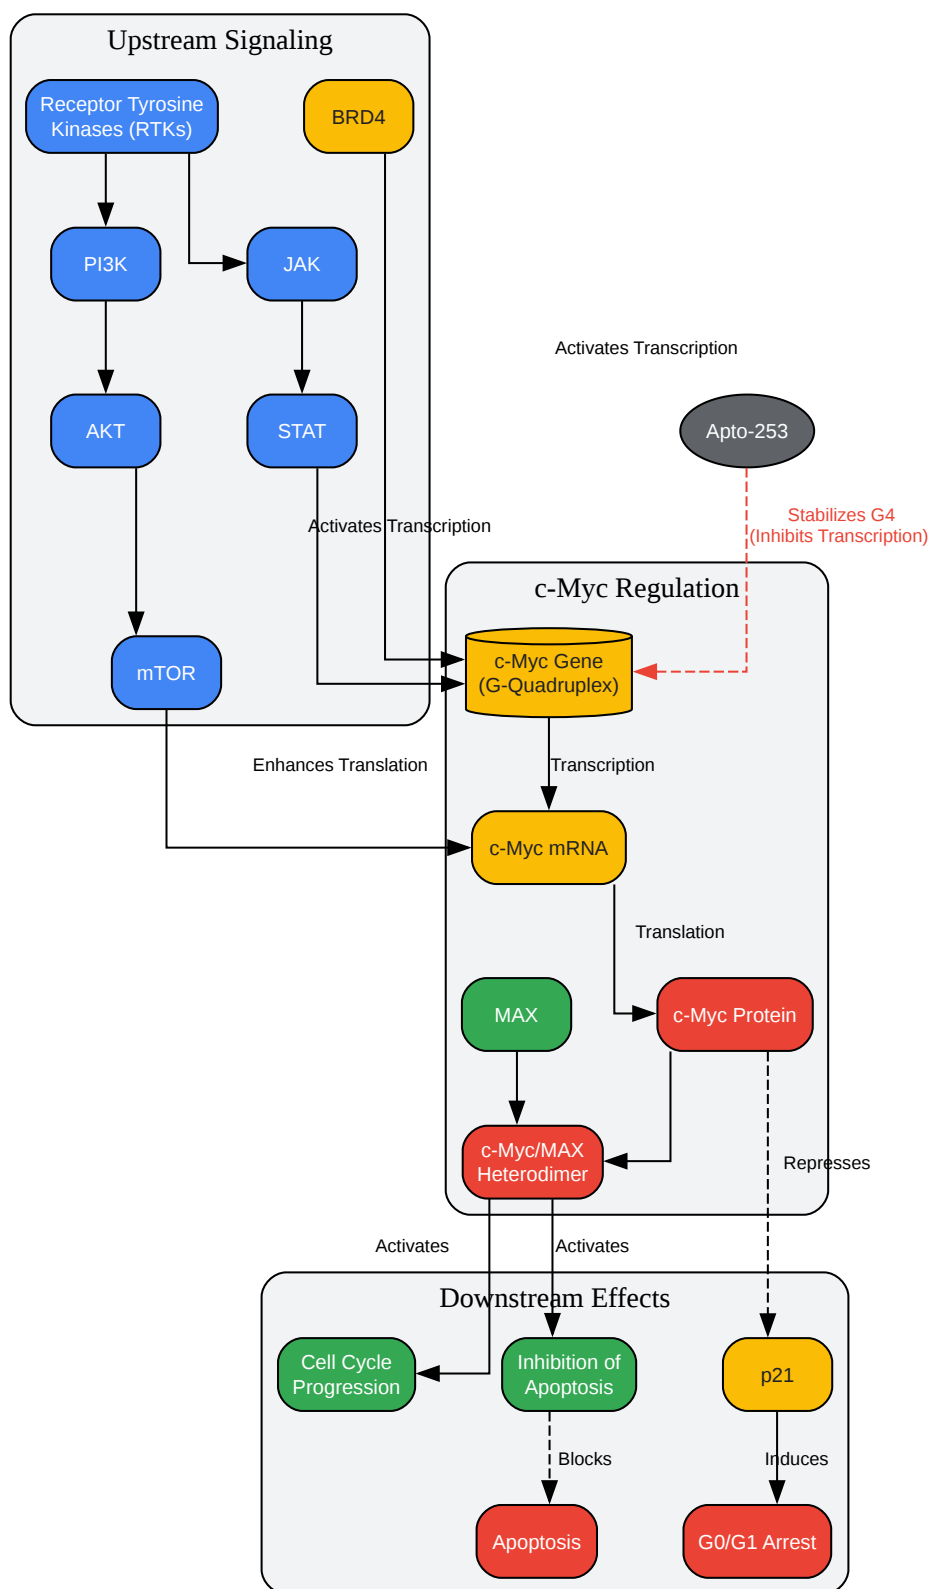 Upstream Signaling
Receptor Tyrosine
Kinases (RTKs)
BRD4
PI3K
JAK
Activates Transcription
AKT
STAT
Apto-253
Activates Transcription
Stabilizes G4
(Inhibits Transcription)
c-Myc Regulation
mTOR
c-Myc Gene
(G-Quadruplex)
Enhances Translation
Transcription
c-Myc mRNA
Translation
MAX
c-Myc Protein
c-Myc/MAX
Heterodimer
Represses
Activates
Activates
Downstream Effects
Cell Cycle
Progression
Inhibition of
Apoptosis
p21
Blocks
Induces
Apoptosis
G0/G1 Arrest